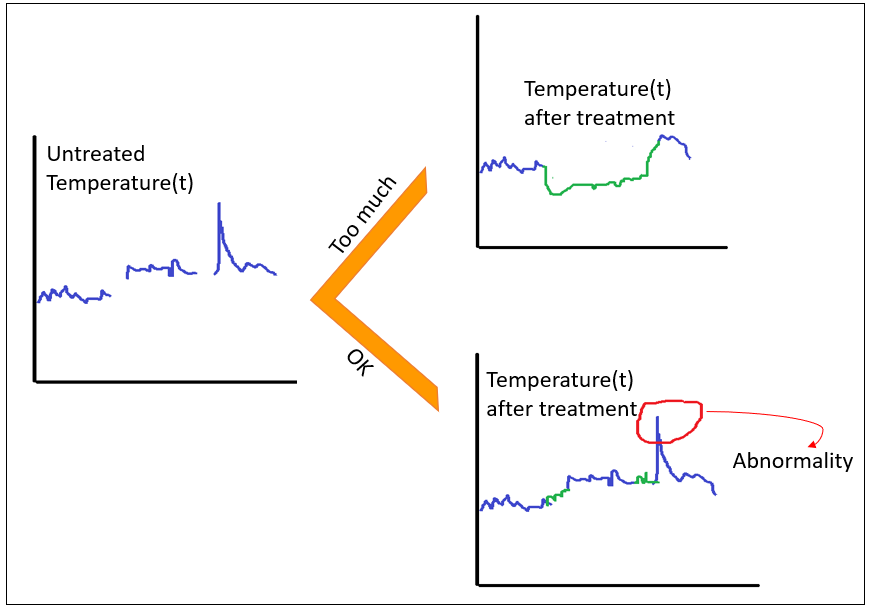 Untreated
Temperature(t)
Too much
OK
Temperature(t)
after treatment
Temperature(t)
after treatment
Abnormality